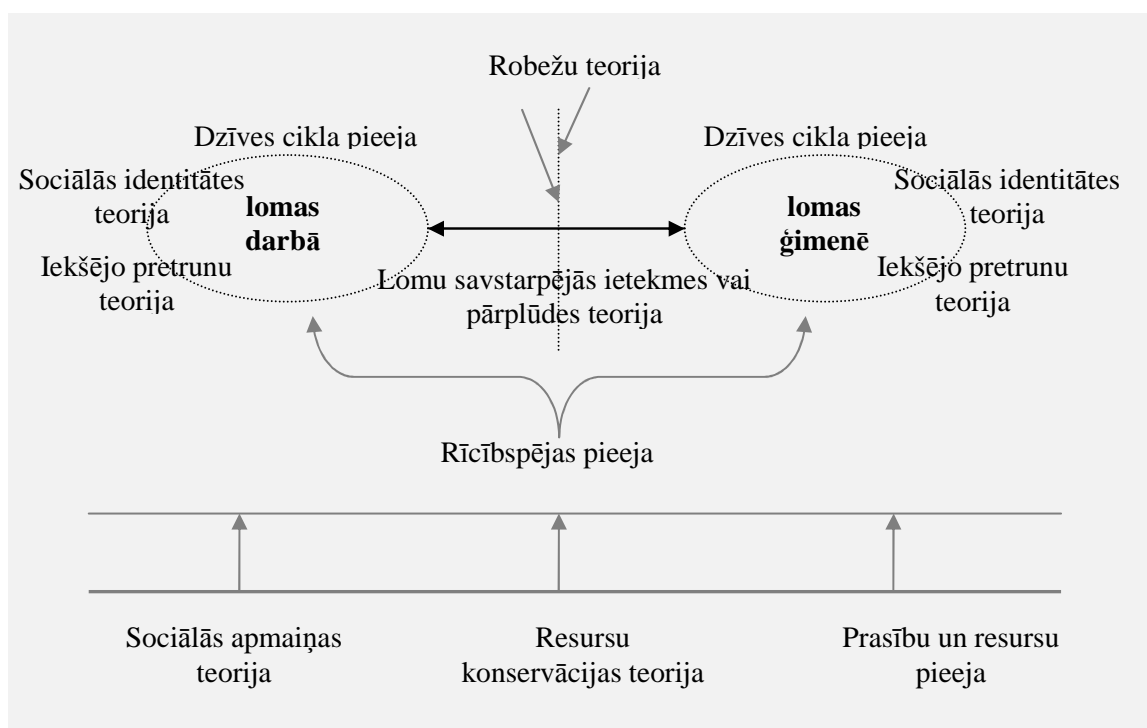 Robežu teorija
Dzīves cikla pieeja
Dzīves cikla pieeja
Sociālās identitātes
teorija
lomas
darbā
lomas
ģimenē
Sociālās identitātes
teorija
Iekšējo pretrunu
teorija
Lomu savstarpējās ietekmes vai
pārplūdes teorija
Iekšējo pretrunu
teorija
Rīcībspējas pieeja
Sociālās apmaiņas
teorija
Resursu
konservācijas teorija
Prasību un resursu
pieeja